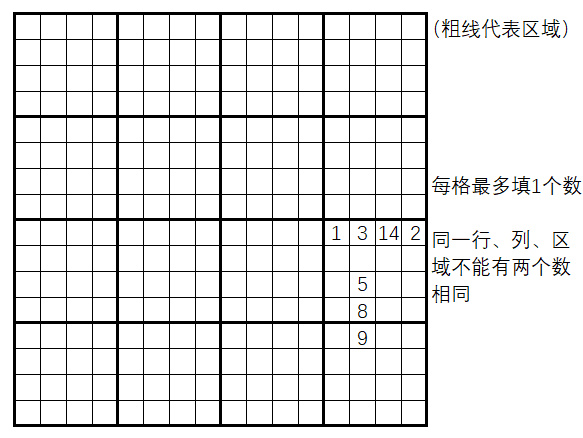 (粗线代表区域)
每格最多填1个数
1 3 14 2
同一行、列、区
域不能有两个数
相同
5
8
9